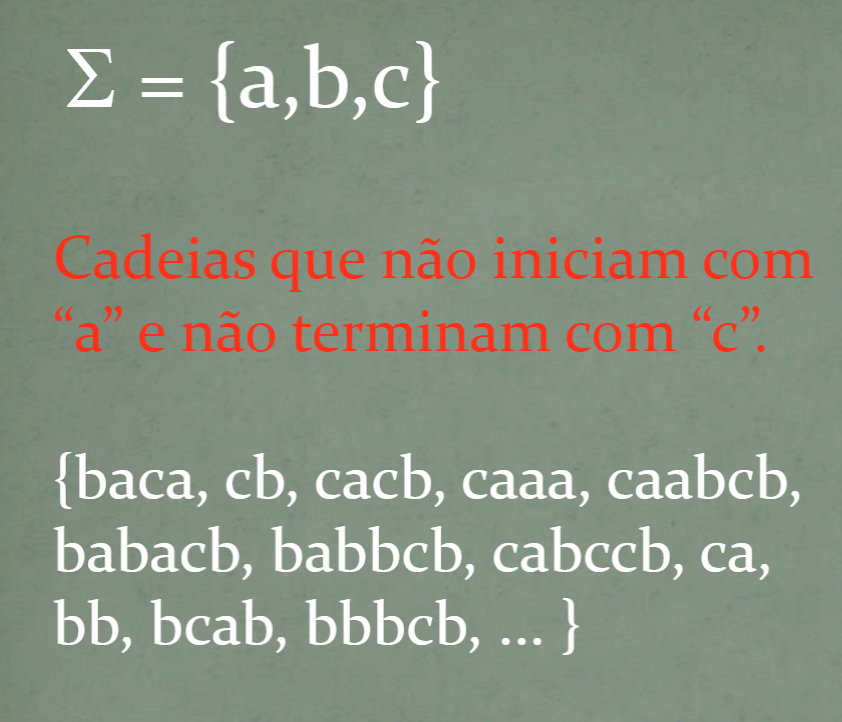 Σ = {a,b,c}
Cadeias que não iniciam com
“a” e não terminam com “c”.
{baca, cb, cacb, caaa, caabcb,
babacb, babbcb, cabccb, ca,
bb, bcab, bbbcb, ... }